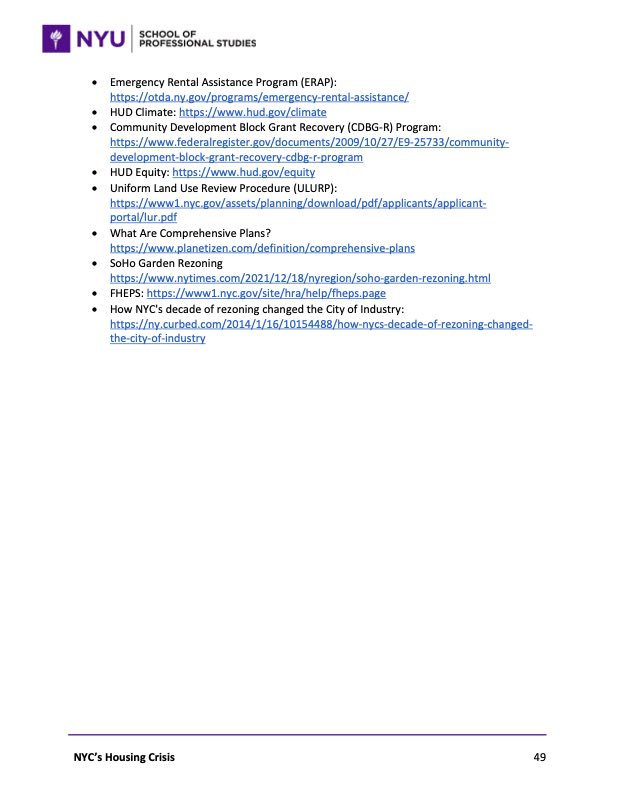 NYU SCHOOL OF
PROFESSIONAL STUDIES
• Emergency Rental Assistance Program (ERAP):
https://otda.ny.gov/programs/emergency-rental-assistance/
• HUD Climate: https://www.hud.gov/climate
• Community Development Block Grant Recovery (CDBG-R) Program:
https://www.federalregister.gov/documents/2009/10/27/E9-25733/community-
development-block-grant-recovery-cdbg-r-program
• HUD Equity: https://www.hud.gov/equity
• Uniform Land Use Review Procedure (ULURP):
https://www1.nyc.gov/assets/planning/download/pdf/applicants/applicant-
portal/lur.pdf
• What Are Comprehensive Plans?
https://www.planetizen.com/definition/comprehensive-plans
• SoHo Garden Rezoning
https://www.nytimes.com/2021/12/18/nyregion/soho-garden-rezoning.html
• FHEPS: https://www1.nyc.gov/site/hra/help/fheps.page
• How NYC's decade of rezoning changed the City of Industry:
https://ny.curbed.com/2014/1/16/10154488/how-nycs-decade-of-rezoning-changed-
the-city-of-industry
NYC's Housing Crisis 49